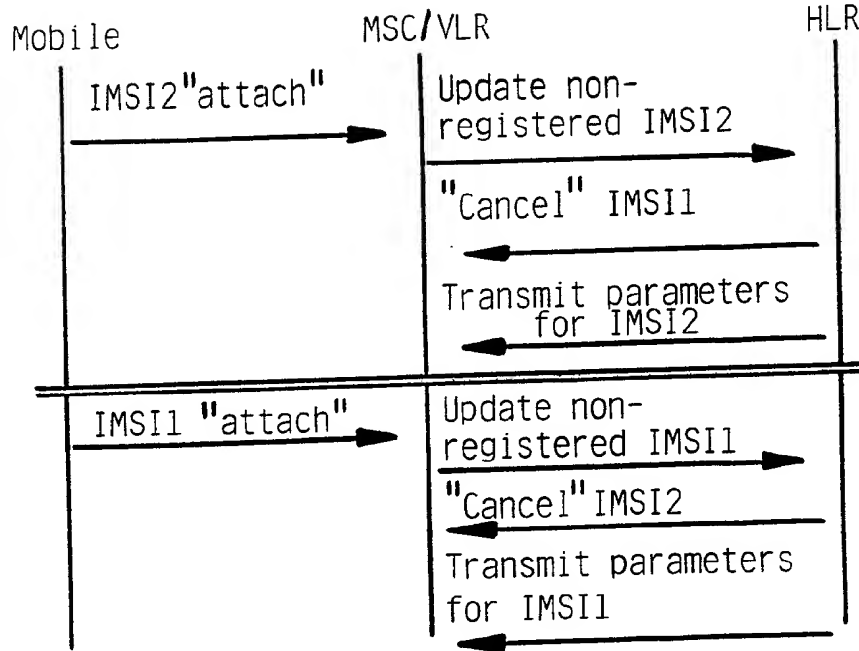 Mobile MSC/VLR HLR
IMSI2 "attach"
Update non-
registered IMSI2
"Cancel" IMSI1
Transmit parameters
for IMSI2
IMSI1 "attach"
Update non-
registered IMSI1
"Cancel" IMSI2
Transmit parameters
for IMSI1